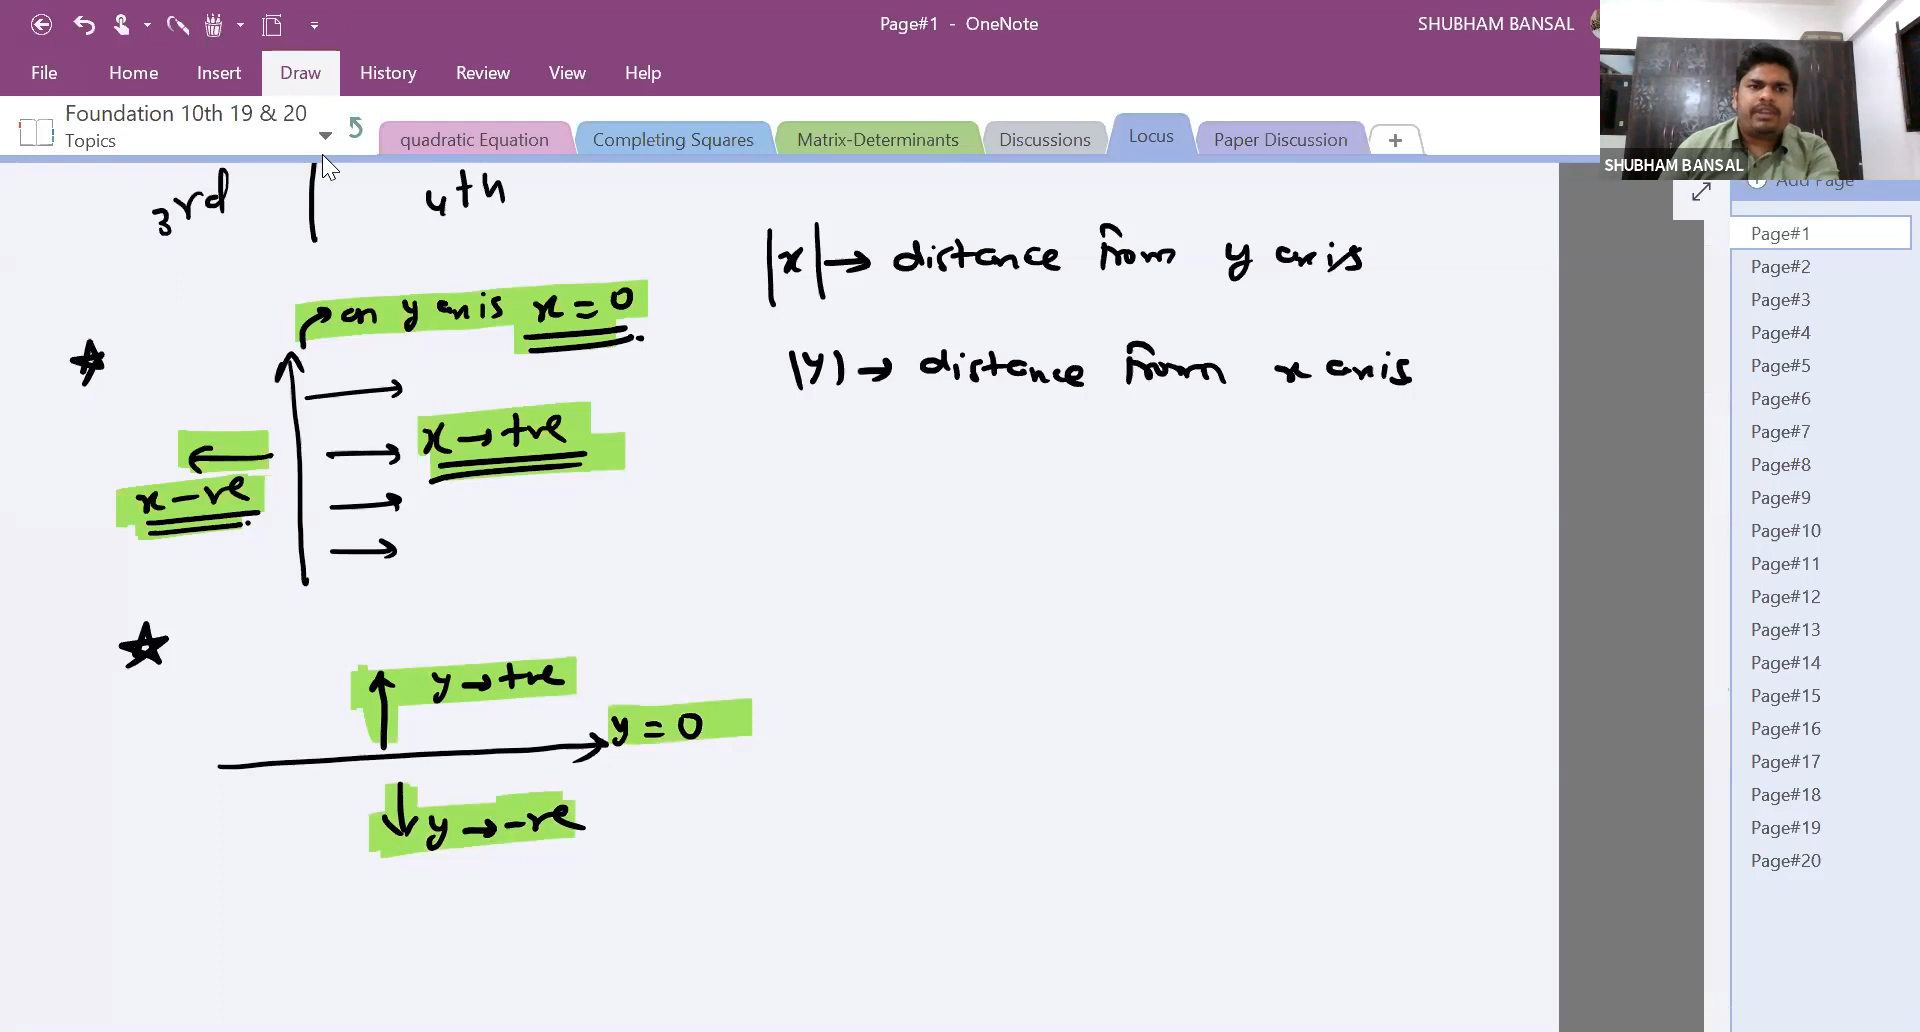 Page#1 - OneNote
SHUBHAM BANSAL
File Home Insert Draw History Review View Help
Foundation 10th 19 & 20
Topics
quadratic Equation
Completing Squares
Matrix-Determinants
Discussions
Locus
Paper Discussion
+
SHUBHAM BANSAL
Add Page
3rd
4th
|x| → distance from y axis
on y axis x = 0
|y| → distance from x axis
x → +ve
x -ve
y → +ve
y = 0
y → -ve
Page#1
Page#2
Page#3
Page#4
Page#5
Page#6
Page#7
Page#8
Page#9
Page#10
Page#11
Page#12
Page#13
Page#14
Page#15
Page#16
Page#17
Page#18
Page#19
Page#20